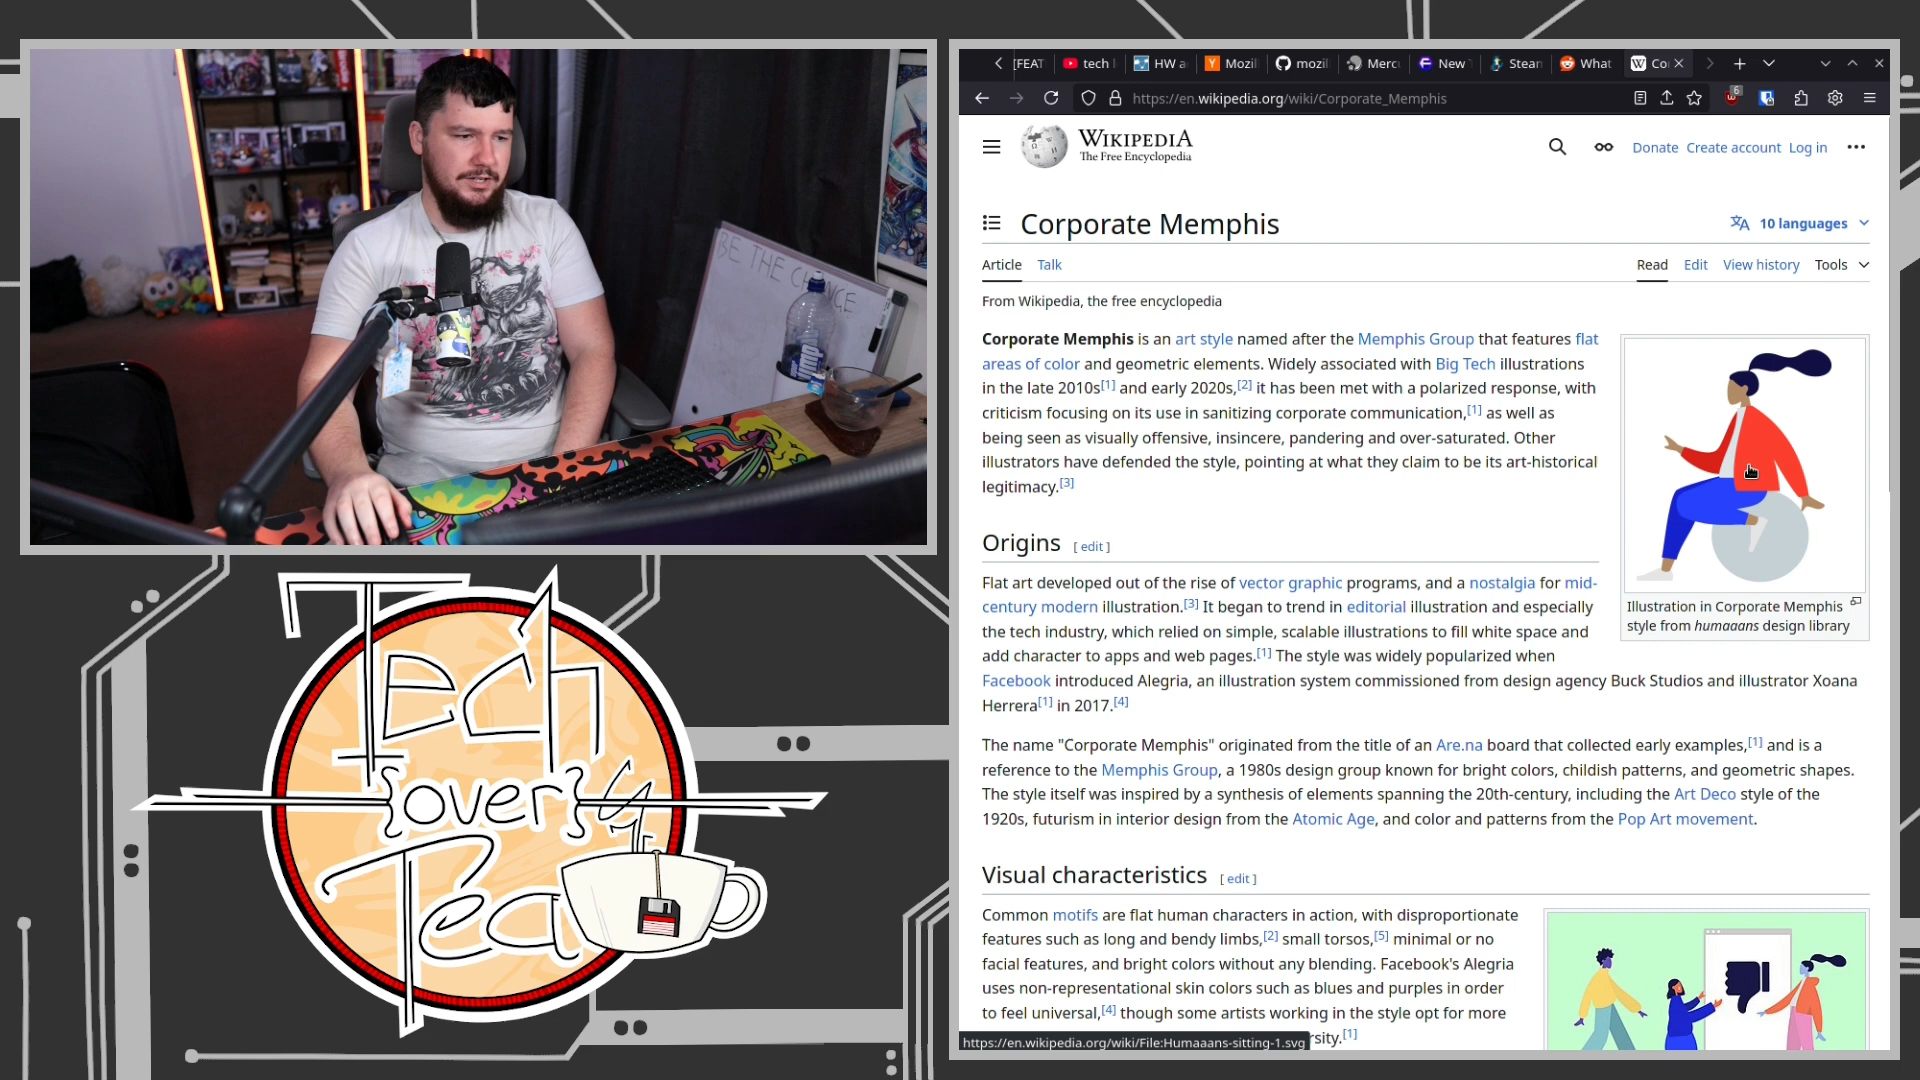 BE THE CHANGE
Tech
{over}
Tea
[FEAT
tech l
HW a
Mozil
mozil
Mercu
New T
Steam
What
Co
6
https://en.wikipedia.org/wiki/Corporate_Memphis
WIKIPEDIA
The Free Encyclopedia
Donate Create account Log in
Corporate Memphis
10 languages
Article Talk
Read Edit View history Tools
From Wikipedia, the free encyclopedia
Corporate Memphis is an art style named after the Memphis Group that features flat
areas of color and geometric elements. Widely associated with Big Tech illustrations
in the late 2010s[1] and early 2020s,[2] it has been met with a polarized response, with
criticism focusing on its use in sanitizing corporate communication,[1] as well as
being seen as visually offensive, insincere, pandering and over-saturated. Other
illustrators have defended the style, pointing at what they claim to be its art-historical
legitimacy.[3]
Illustration in Corporate Memphis
style from humaaans design library
Origins [ edit ]
Flat art developed out of the rise of vector graphic programs, and a nostalgia for mid-
century modern illustration.[3] It began to trend in editorial illustration and especially
the tech industry, which relied on simple, scalable illustrations to fill white space and
add character to apps and web pages.[1] The style was widely popularized when
Facebook introduced Alegria, an illustration system commissioned from design agency Buck Studios and illustrator Xoana
Herrera[1] in 2017.[4]
The name "Corporate Memphis" originated from the title of an Are.na board that collected early examples,[1] and is a
reference to the Memphis Group, a 1980s design group known for bright colors, childish patterns, and geometric shapes.
The style itself was inspired by a synthesis of elements spanning the 20th-century, including the Art Deco style of the
1920s, futurism in interior design from the Atomic Age, and color and patterns from the Pop Art movement.
Visual characteristics [ edit ]
Common motifs are flat human characters in action, with disproportionate
features such as long and bendy limbs,[2] small torsos,[5] minimal or no
facial features, and bright colors without any blending. Facebook's Alegria
uses non-representational skin colors such as blues and purples in order
to feel universal,[4] though some artists working in the style opt for more
rsity.[1]
https://en.wikipedia.org/wiki/File:Humaaans-sitting-1.svg